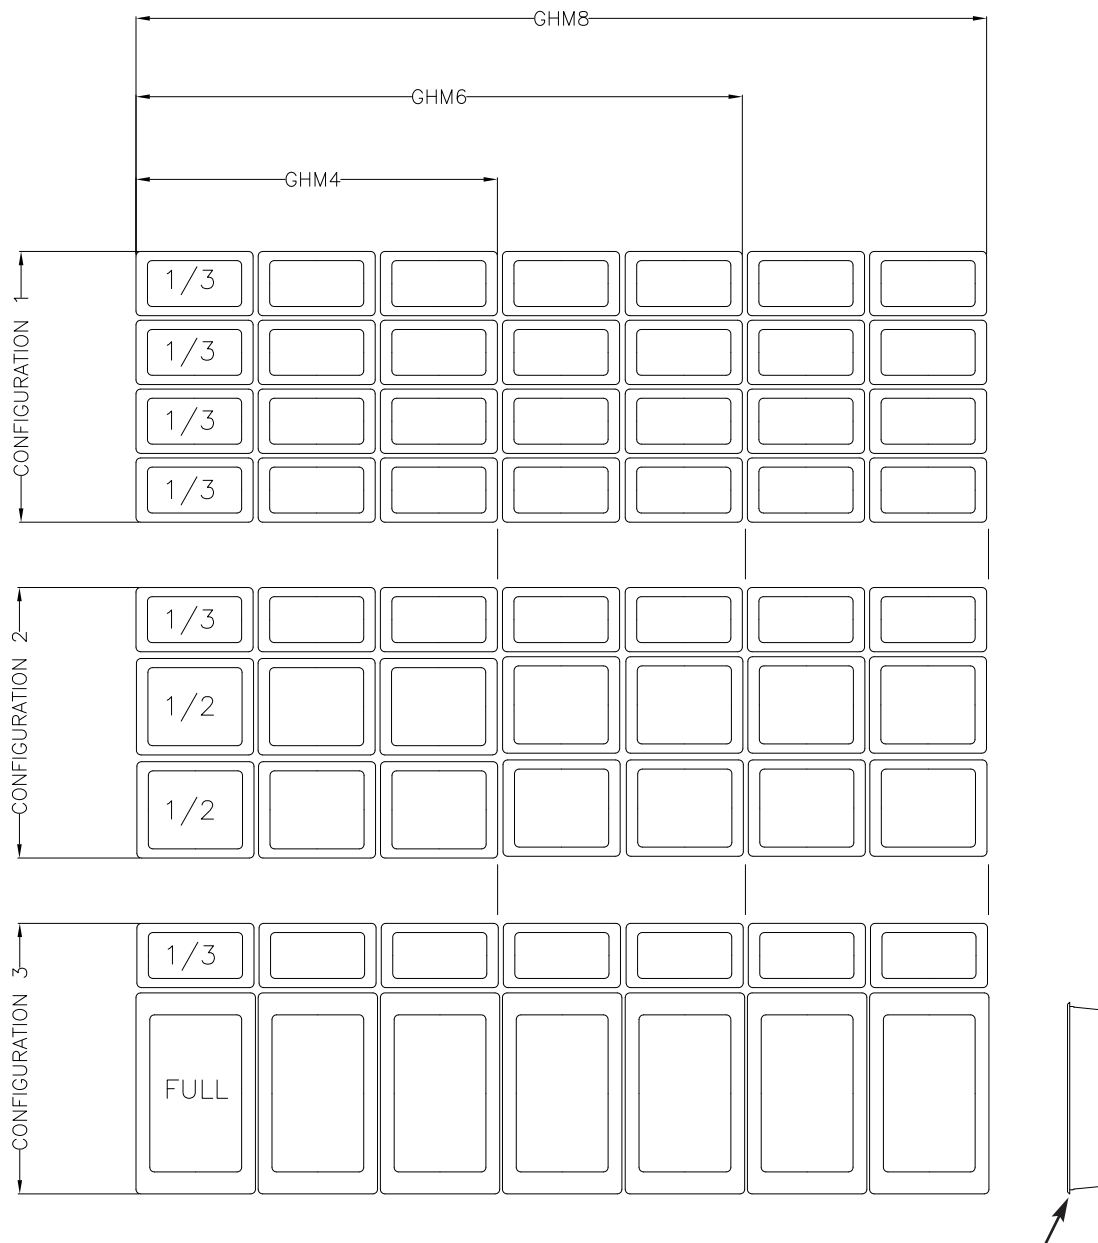 GHM8
GHM6
GHM4
CONFIGURATION 1
1/3
1/3
1/3
1/3
CONFIGURATION 2
1/3
1/2
1/2
CONFIGURATION 3
1/3
FULL